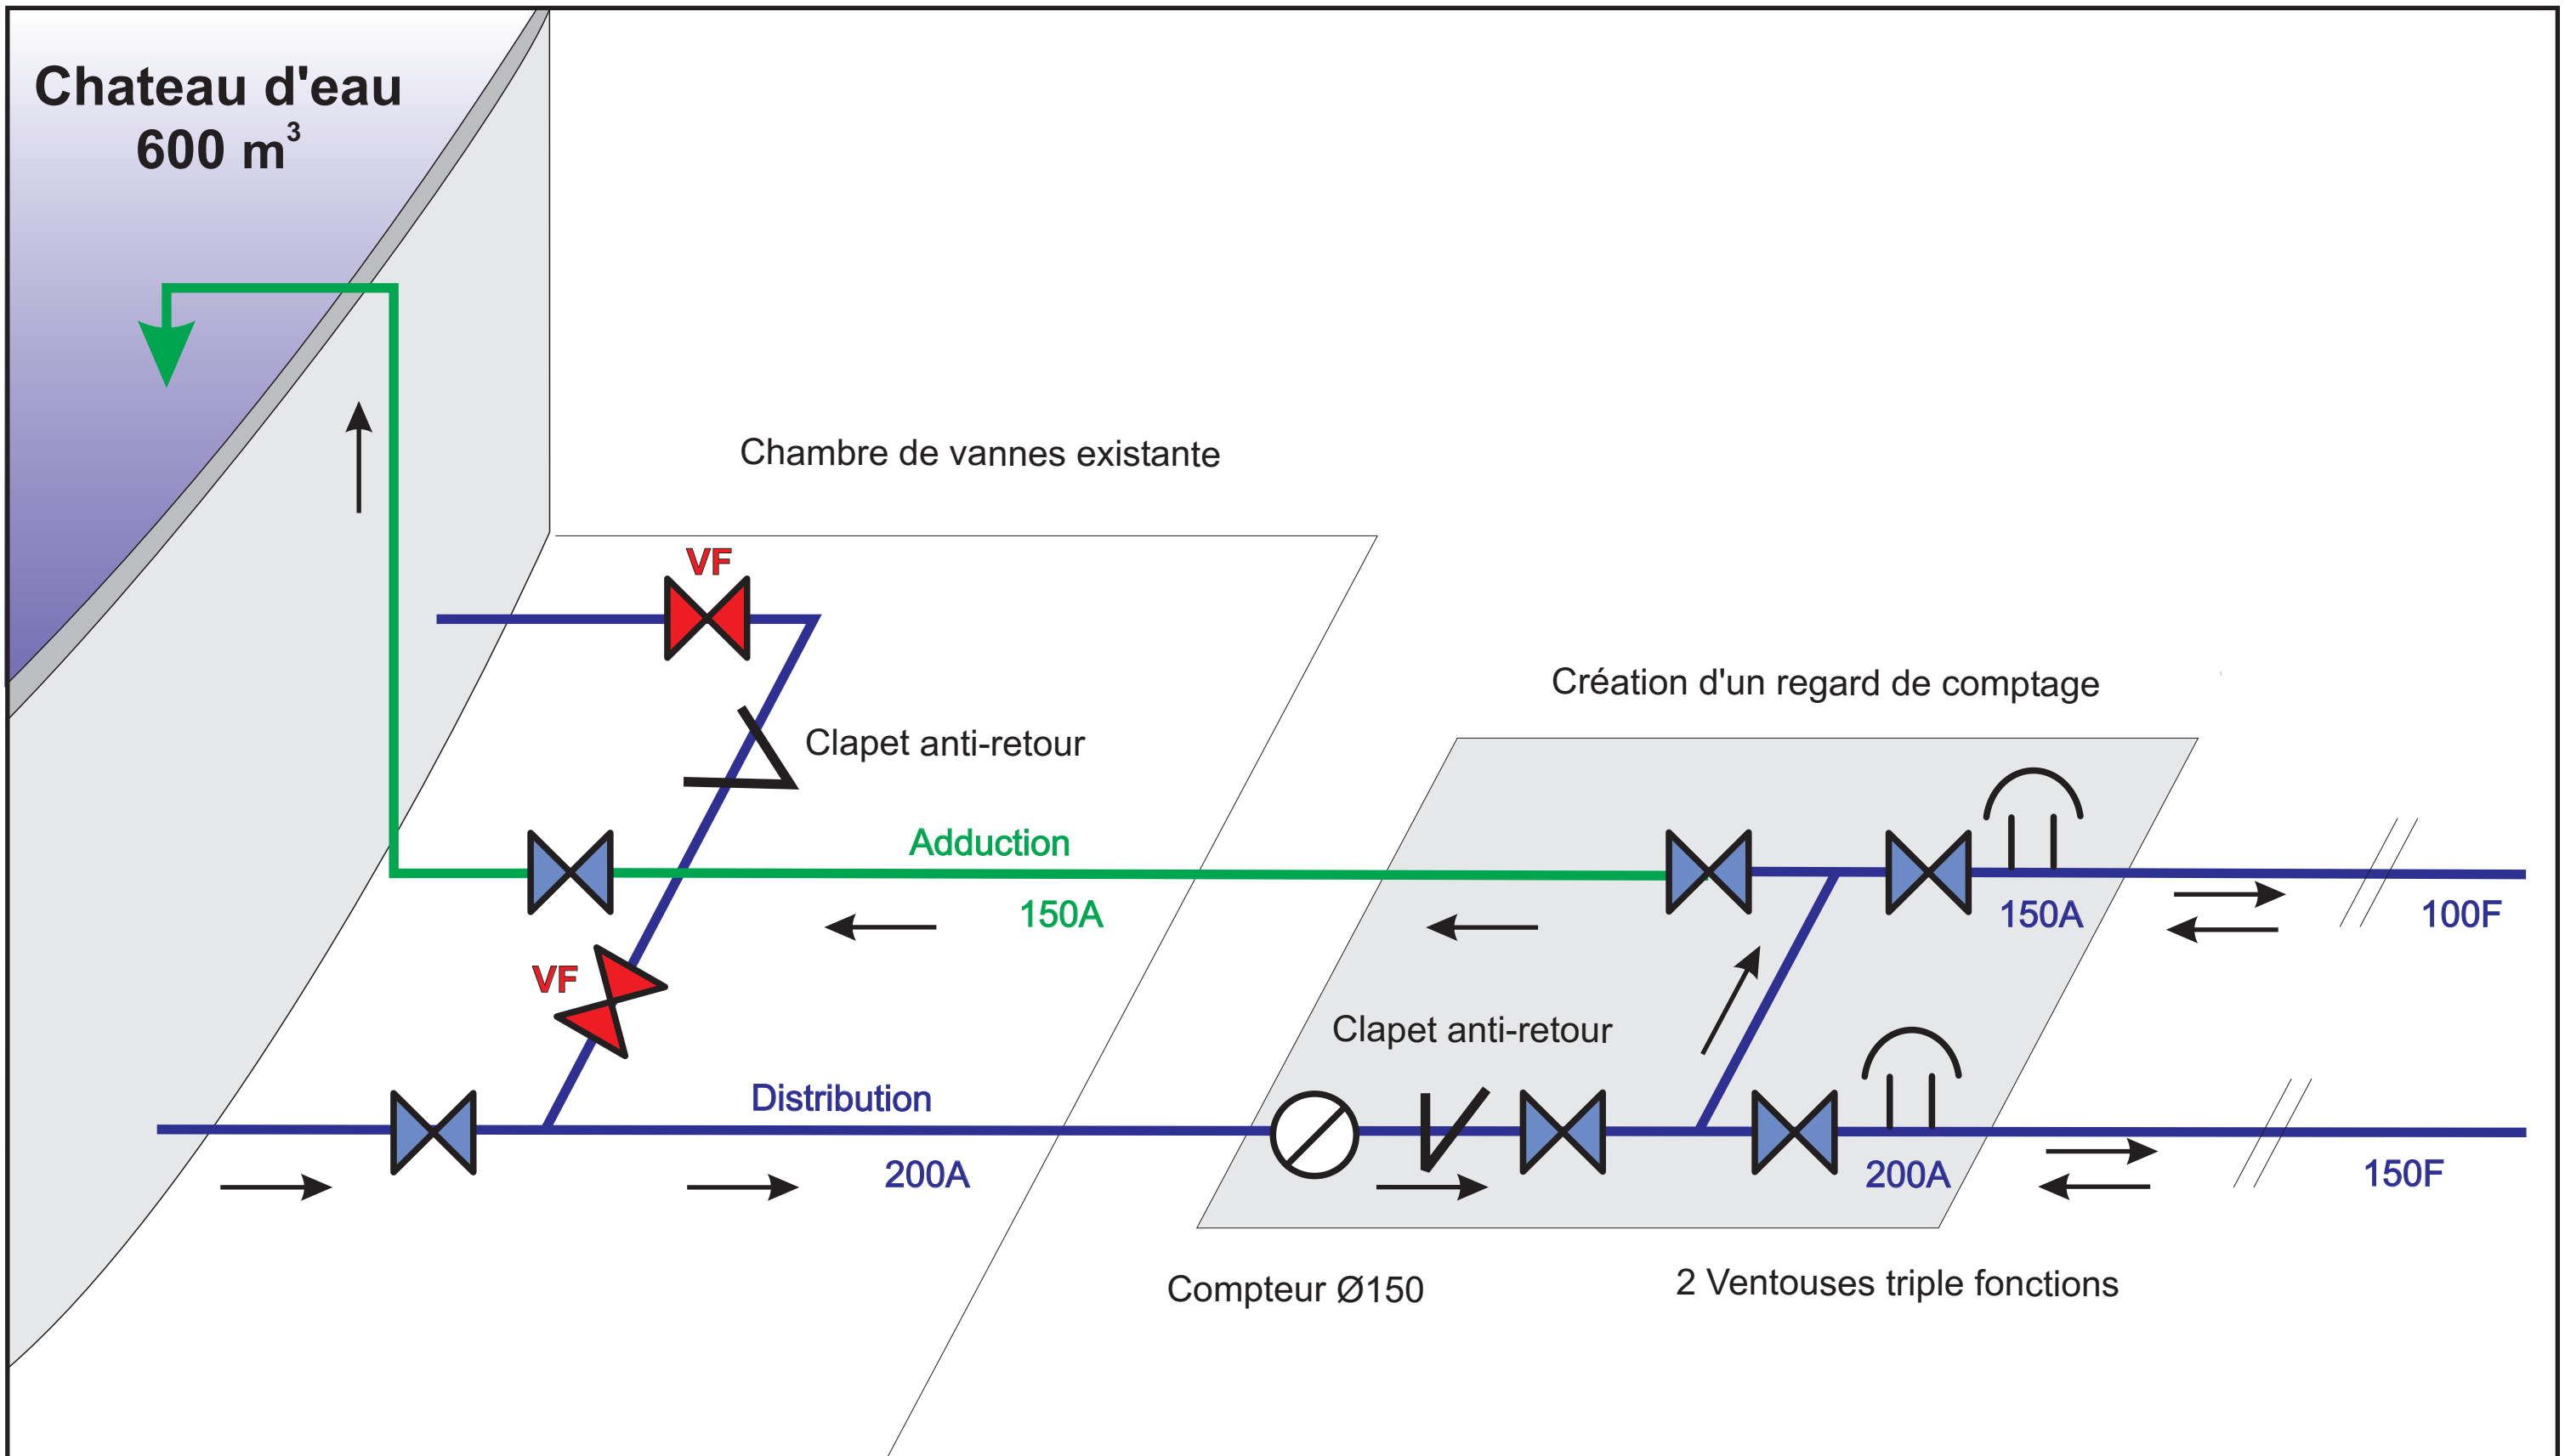 Chateau d'eau
600 m³
Chambre de vannes existante
VF
Création d'un regard de comptage
Clapet anti-retour
Adduction
150A
150A
100F
VF
Clapet anti-retour
Distribution
200A
200A
150F
Compteur Ø150
2 Ventouses triple fonctions